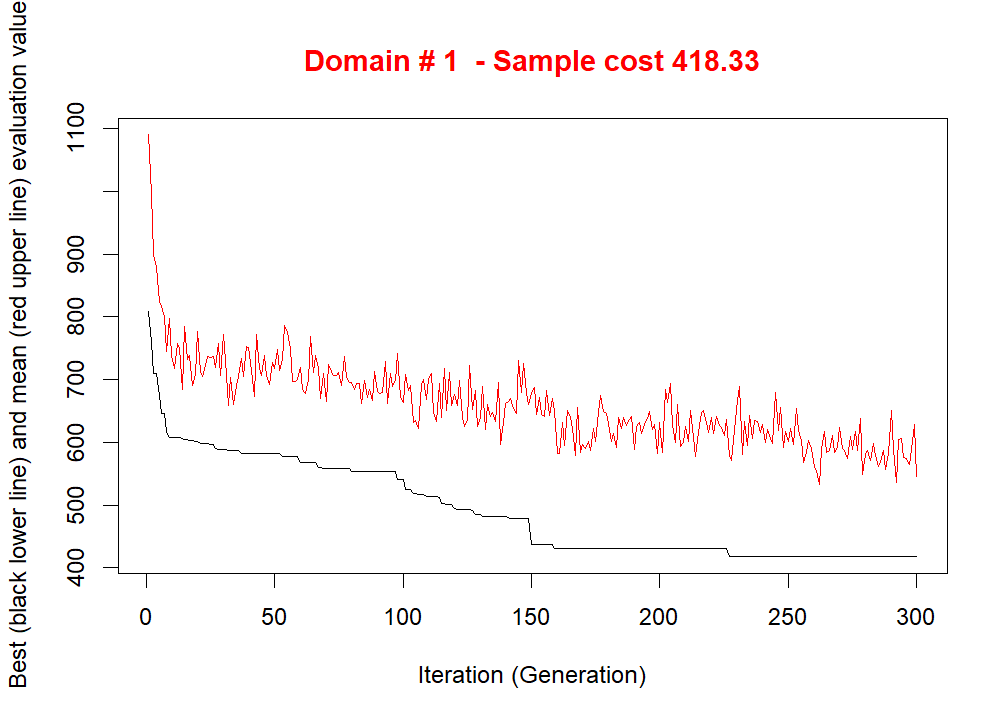 Domain # 1  - Sample cost 418.33
Best (black lower line) and mean (red upper line) evaluation value
1100
900
800
700
600
500
400
0 50 100 150 200 250 300
Iteration (Generation)